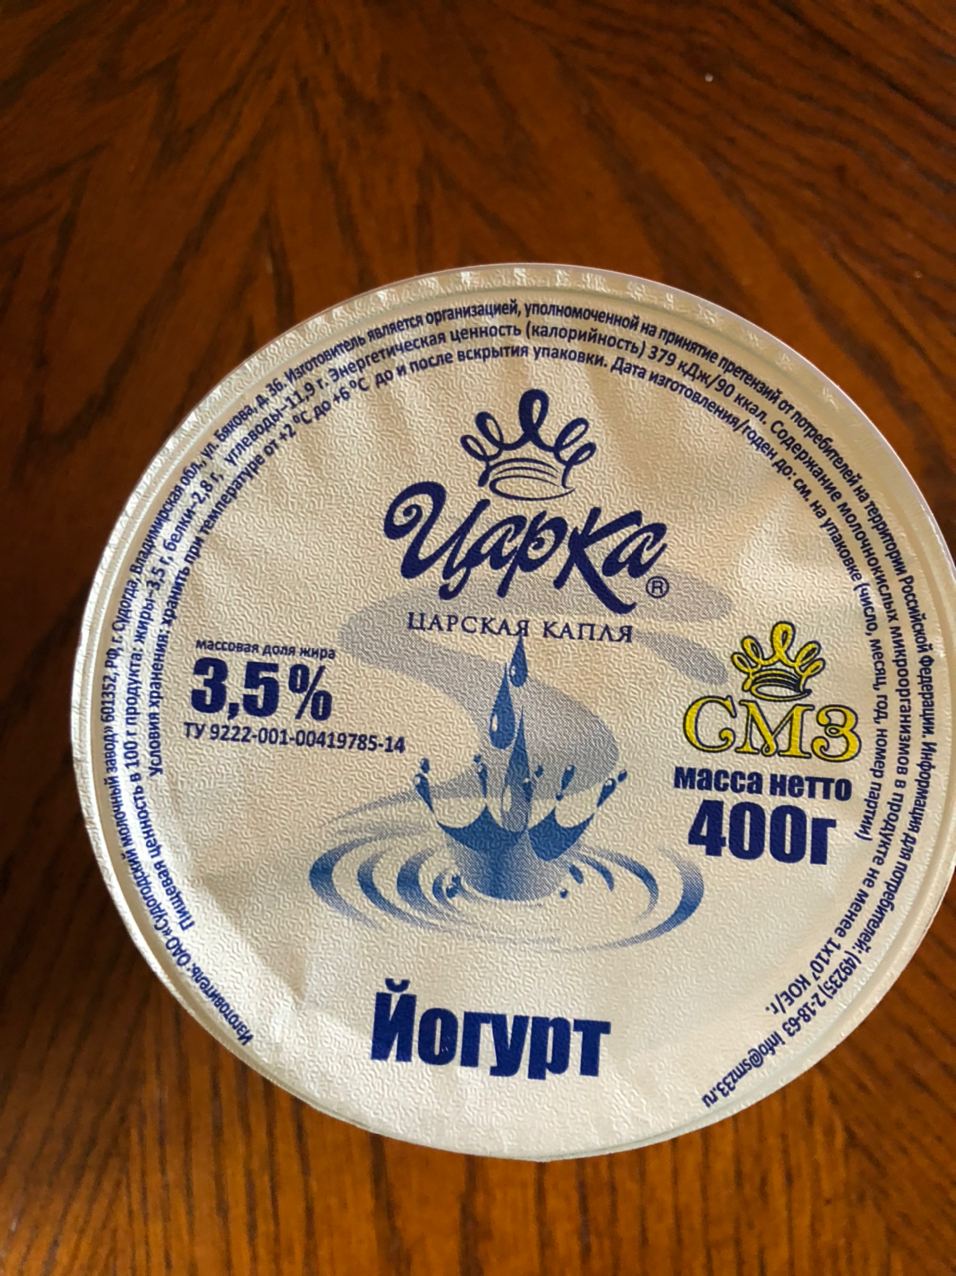 Изготовитель: ОАО «Судогодский молочный завод» 601352, РФ, г. Судогда, Владимирская обл., ул. Бякова, д. 36. Изготовитель является организацией, уполномоченной на принятие претензий от потребителей на территории Российской Федерации. Информация для потребителей: (49235) 2-18-63 info@smz33.ru
Пищевая ценность в 100 г продукта: жиры–3,5 г, белки–2,8 г, углеводы–11,9 г. Энергетическая ценность (калорийность) 379 кДж/90 ккал. Содержание молочнокислых микроорганизмов в продукте не менее 1х10⁷ КОЕ/г.
Условия хранения: хранить при температуре от +2 °С до +6 °С до и после вскрытия упаковки. Дата изготовления/годен до: см. на упаковке (число, месяц, год, номер партии)
Царка ®
ЦАРСКАЯ КАПЛЯ
массовая доля жира
3,5%
ТУ 9222-001-00419785-14
СМЗ
масса нетто
400г
Йогурт